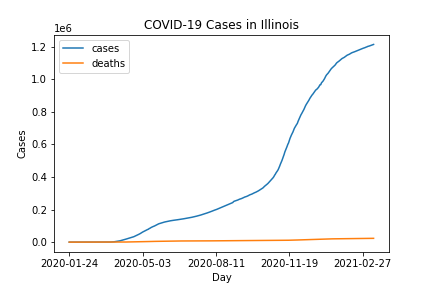 COVID-19 Cases in Illinois
1e6
cases
deaths
1.2
1.0
0.8
0.6
0.4
0.2
0.0
Cases
2020-01-24 2020-05-03 2020-08-11 2020-11-19 2021-02-27
Day